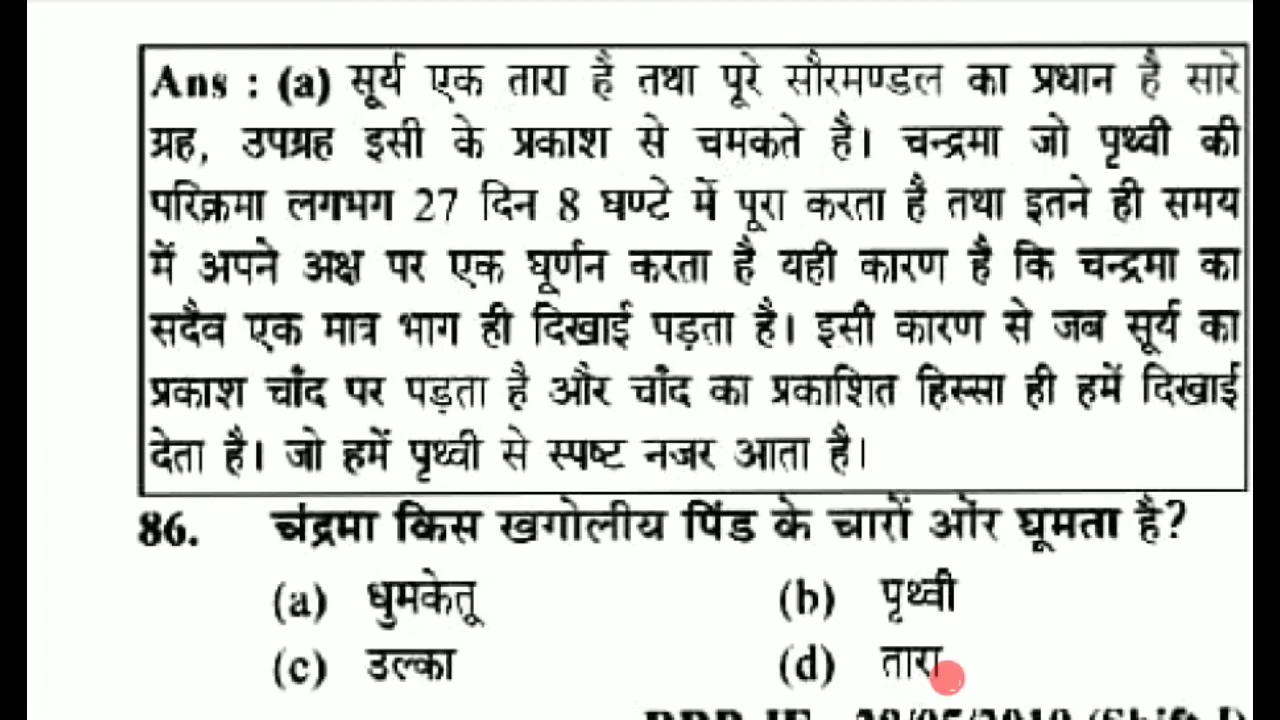 Ans : (a) सूर्य एक तारा है तथा पूरे सौरमण्डल का प्रधान है सारे
ग्रह, उपग्रह इसी के प्रकाश से चमकते है। चन्द्रमा जो पृथ्वी की
परिक्रमा लगभग 27 दिन 8 घण्टे में पूरा करता है तथा इतने ही समय
में अपने अक्ष पर एक घूर्णन करता है यही कारण है कि चन्द्रमा का
सदैव एक मात्र भाग ही दिखाई पड़ता है। इसी कारण से जब सूर्य का
प्रकाश चाँद पर पड़ता है और चाँद का प्रकाशित हिस्सा ही हमें दिखाई
देता है। जो हमें पृथ्वी से स्पष्ट नजर आता है।
86. चंद्रमा किस खगोलीय पिंड के चारों ओर घूमता है?
(a) धुमकेतू (b) पृथ्वी
(c) उल्का (d) तारा